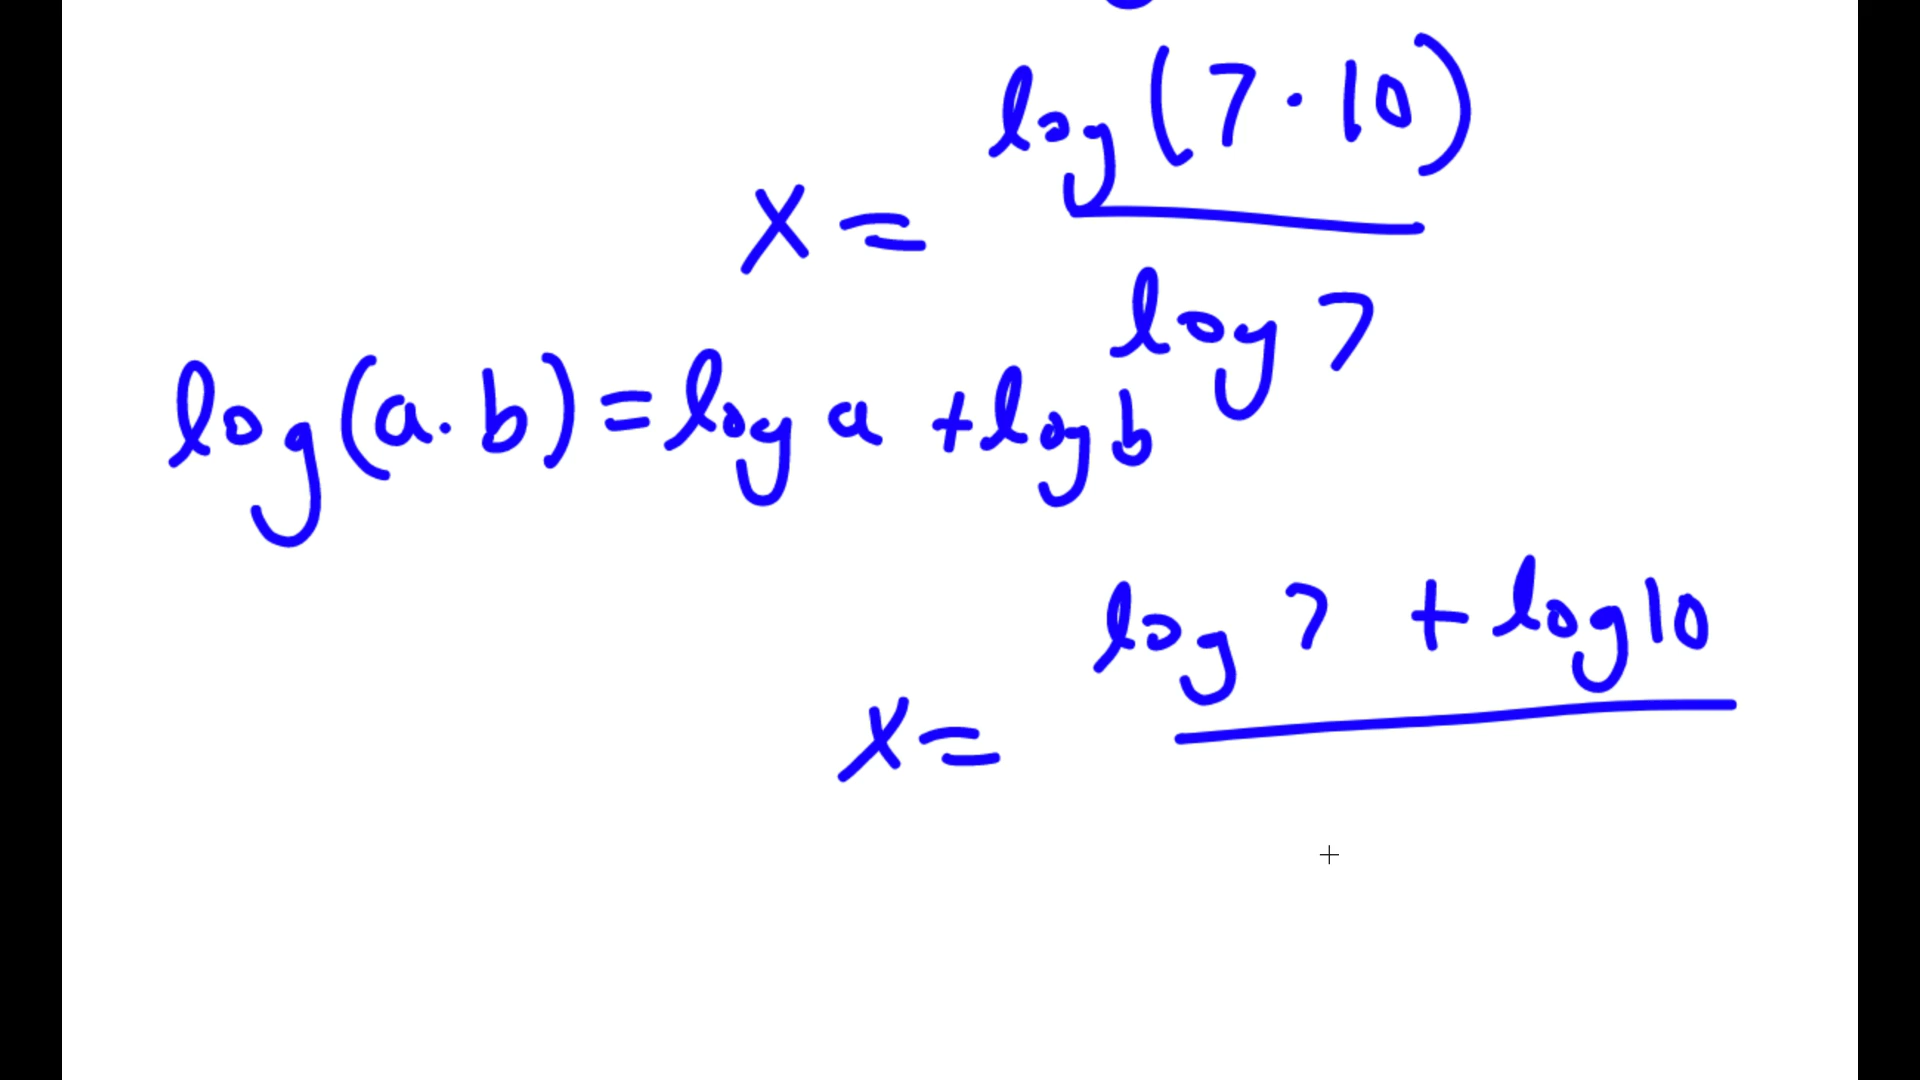 x = log(7·10) / log 7
log(a·b) = log a + log b
x = log 7 + log 10